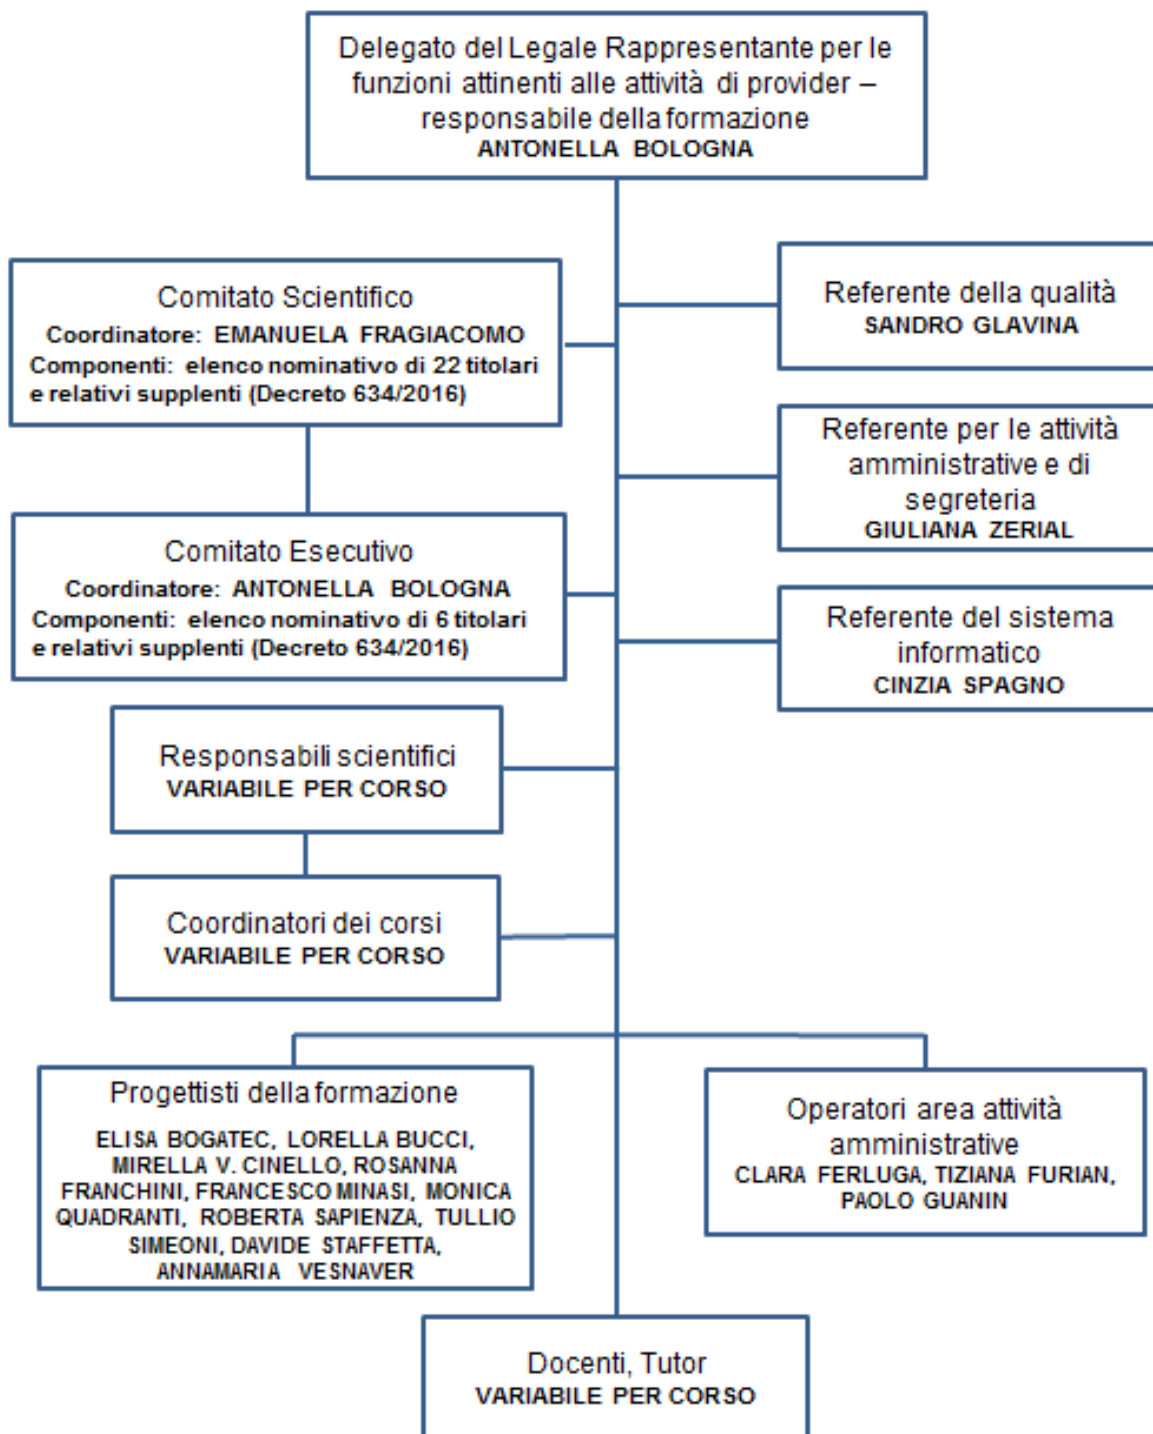 Delegato del Legale Rappresentante per le
funzioni attinenti alle attività di provider –
responsabile della formazione
ANTONELLA BOLOGNA
Comitato Scientifico
Coordinatore: EMANUELA FRAGIACOMO
Componenti: elenco nominativo di 22 titolari
e relativi supplenti (Decreto 634/2016)
Referente della qualità
SANDRO GLAVINA
Referente per le attività
amministrative e di
segreteria
GIULIANA ZERIAL
Comitato Esecutivo
Coordinatore: ANTONELLA BOLOGNA
Componenti: elenco nominativo di 6 titolari
e relativi supplenti (Decreto 634/2016)
Referente del sistema
informatico
CINZIA SPAGNO
Responsabili scientifici
VARIABILE PER CORSO
Coordinatori dei corsi
VARIABILE PER CORSO
Progettisti della formazione
ELISA BOGATEC, LORELLA BUCCI,
MIRELLA V. CINELLO, ROSANNA
FRANCHINI, FRANCESCO MINASI, MONICA
QUADRANTI, ROBERTA SAPIENZA, TULLIO
SIMEONI, DAVIDE STAFFETTA,
ANNAMARIA VESNAVER
Operatori area attività
amministrative
CLARA FERLUGA, TIZIANA FURIAN,
PAOLO GUANIN
Docenti, Tutor
VARIABILE PER CORSO